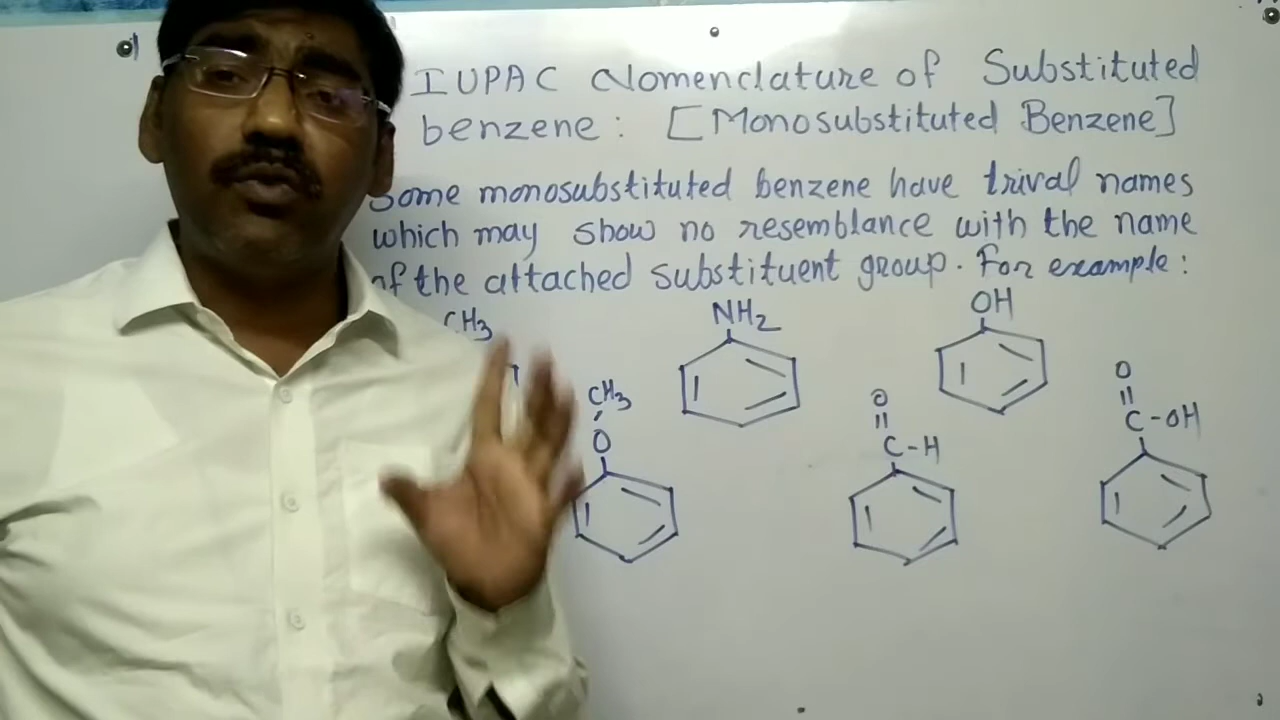 IUPAC Nomenclature of Substituted
benzene: [Monosubstituted Benzene]
Some monosubstituted benzene have trival names
which may show no resemblance with the name
of the attached substituent group. For example:
CH3
NH2
OH
CH3
O
O
C-H
O
C-OH